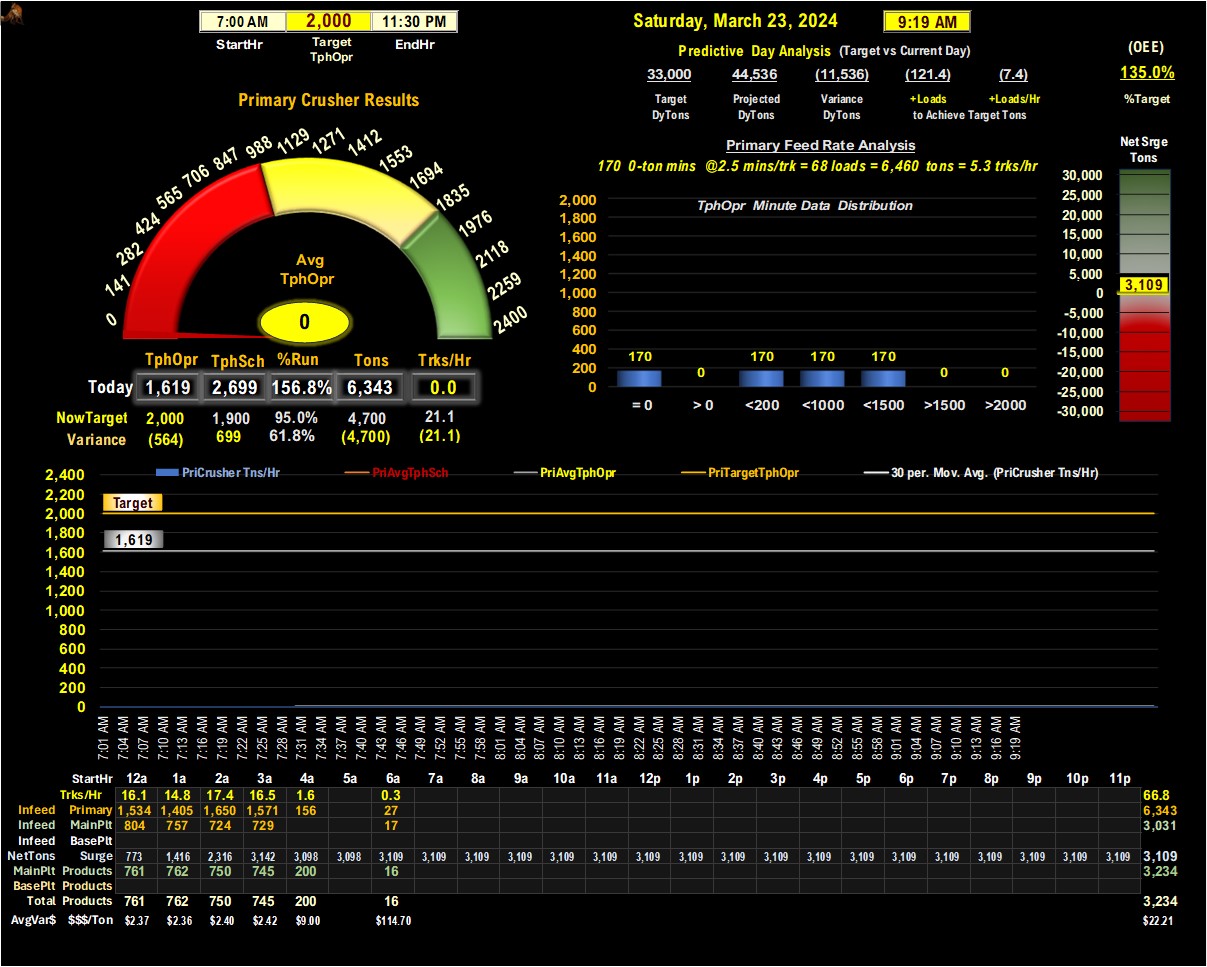 7:00 AM 2,000 11:30 PM
StartHr Target TphOpr EndHr
Saturday, March 23, 2024 9:19 AM
Predictive Day Analysis (Target vs Current Day)
33,000 44,536 (11,536) (121.4) (7.4)
Target Projected Variance +Loads +Loads/Hr
DyTons DyTons DyTons to Achieve Target Tons
(OEE)
135.0%
%Target
Primary Crusher Results
0 141 282 424 565 706 847 988 1129 1271 1412 1553 1694 1835 1976 2118 2259 2400
Avg
TphOpr
0
TphOpr TphSch %Run Tons Trks/Hr
Today 1,619 2,699 156.8% 6,343 0.0
NowTarget 2,000 1,900 95.0% 4,700 21.1
Variance (564) 699 61.8% (4,700) (21.1)
Primary Feed Rate Analysis
170 0-ton mins @2.5 mins/trk = 68 loads = 6,460 tons = 5.3 trks/hr
TphOpr Minute Data Distribution
2,000
1,800
1,600
1,400
1,200
1,000
800
600
400
200
0
170 0 170 170 170 0 0
= 0 > 0 <200 <1000 <1500 >1500 >2000
Net Srge
Tons
30,000
25,000
20,000
15,000
10,000
5,000
3,109
0
-5,000
-10,000
-15,000
-20,000
-25,000
-30,000
PriCrusher Tns/Hr PriAvgTphSch PriAvgTphOpr PriTargetTphOpr 30 per. Mov. Avg. (PriCrusher Tns/Hr)
2,400
2,200
Target
2,000
1,800
1,619
1,600
1,400
1,200
1,000
800
600
400
200
0
7:01 AM 7:04 AM 7:07 AM 7:10 AM 7:13 AM 7:16 AM 7:19 AM 7:22 AM 7:25 AM 7:28 AM 7:31 AM 7:34 AM 7:37 AM 7:40 AM 7:43 AM 7:46 AM 7:49 AM 7:52 AM 7:55 AM 7:58 AM 8:01 AM 8:04 AM 8:07 AM 8:10 AM 8:13 AM 8:16 AM 8:19 AM 8:22 AM 8:25 AM 8:28 AM 8:31 AM 8:34 AM 8:37 AM 8:40 AM 8:43 AM 8:46 AM 8:49 AM 8:52 AM 8:55 AM 8:58 AM 9:01 AM 9:04 AM 9:07 AM 9:10 AM 9:13 AM 9:16 AM 9:19 AM
StartHr 12a 1a 2a 3a 4a 5a 6a 7a 8a 9a 10a 11a 12p 1p 2p 3p 4p 5p 6p 7p 8p 9p 10p 11p
Trks/Hr 16.1 14.8 17.4 16.5 1.6 0.3 66.8
Infeed Primary 1,534 1,405 1,650 1,571 156 27 6,343
Infeed MainPlt 804 757 724 729 17 3,031
Infeed BasePlt
NetTons Surge 773 1,416 2,316 3,142 3,098 3,098 3,109 3,109 3,109 3,109 3,109 3,109 3,109 3,109 3,109 3,109 3,109 3,109 3,109 3,109 3,109 3,109 3,109 3,109 3,109
MainPlt Products 761 762 750 745 200 16 3,234
BasePlt Products
Total Products 761 762 750 745 200 16 3,234
AvgVar$ $$$/Ton $2.37 $2.36 $2.40 $2.42 $9.00 $114.70 $22.21